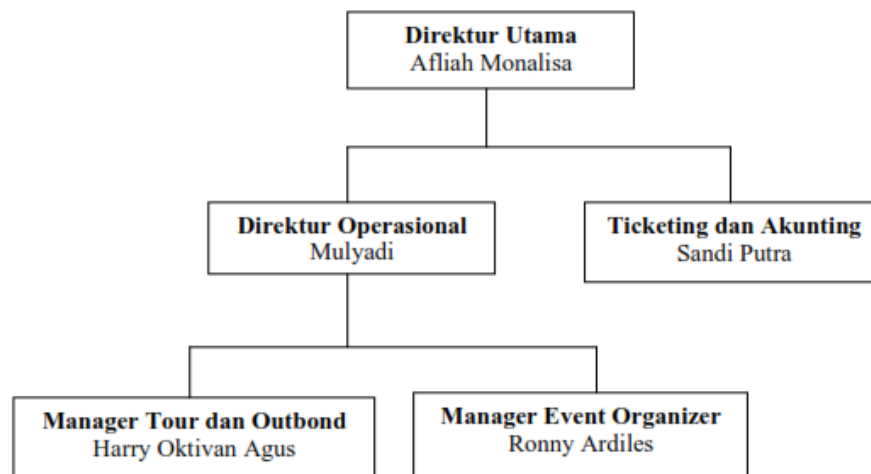 Direktur Utama
Afliah Monalisa
Direktur Operasional
Mulyadi
Ticketing dan Akunting
Sandi Putra
Manager Tour dan Outbond
Harry Oktivan Agus
Manager Event Organizer
Ronny Ardiles